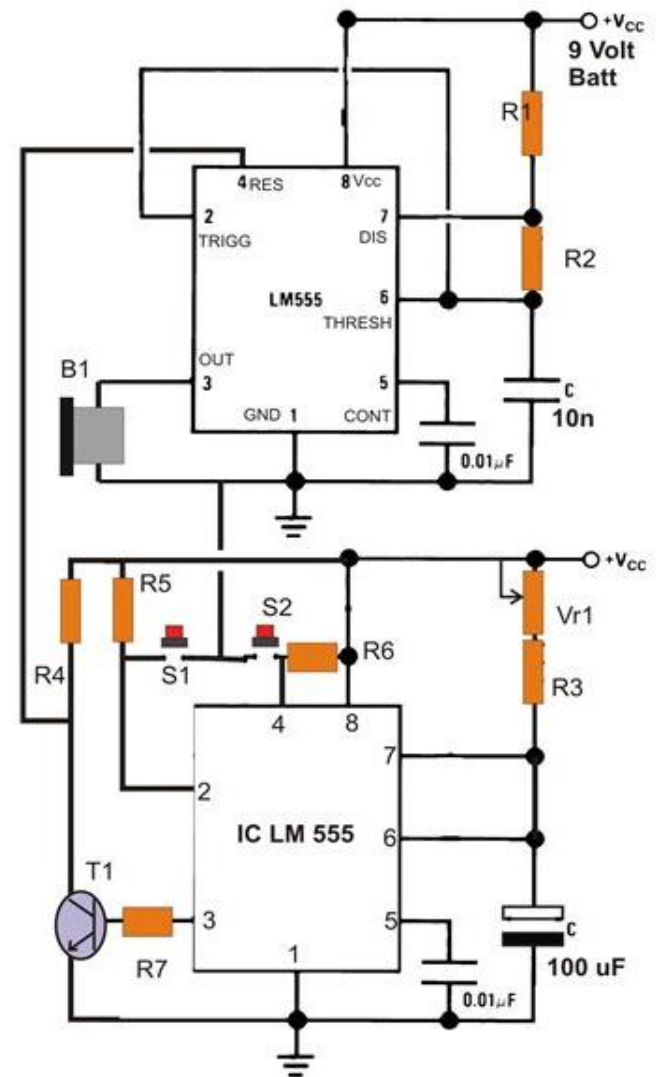 +Vcc
9 Volt
Batt
R1
4 RES
8 Vcc
2
TRIGG
7
DIS
R2
LM555
6
THRESH
B1
OUT
3
5
C
10n
GND 1
CONT
0.01μF
+Vcc
R5
S2
Vr1
R4
S1
R6
R3
4
8
7
2
IC LM 555
6
T1
3
5
C
R7
1
100 uF
0.01μF